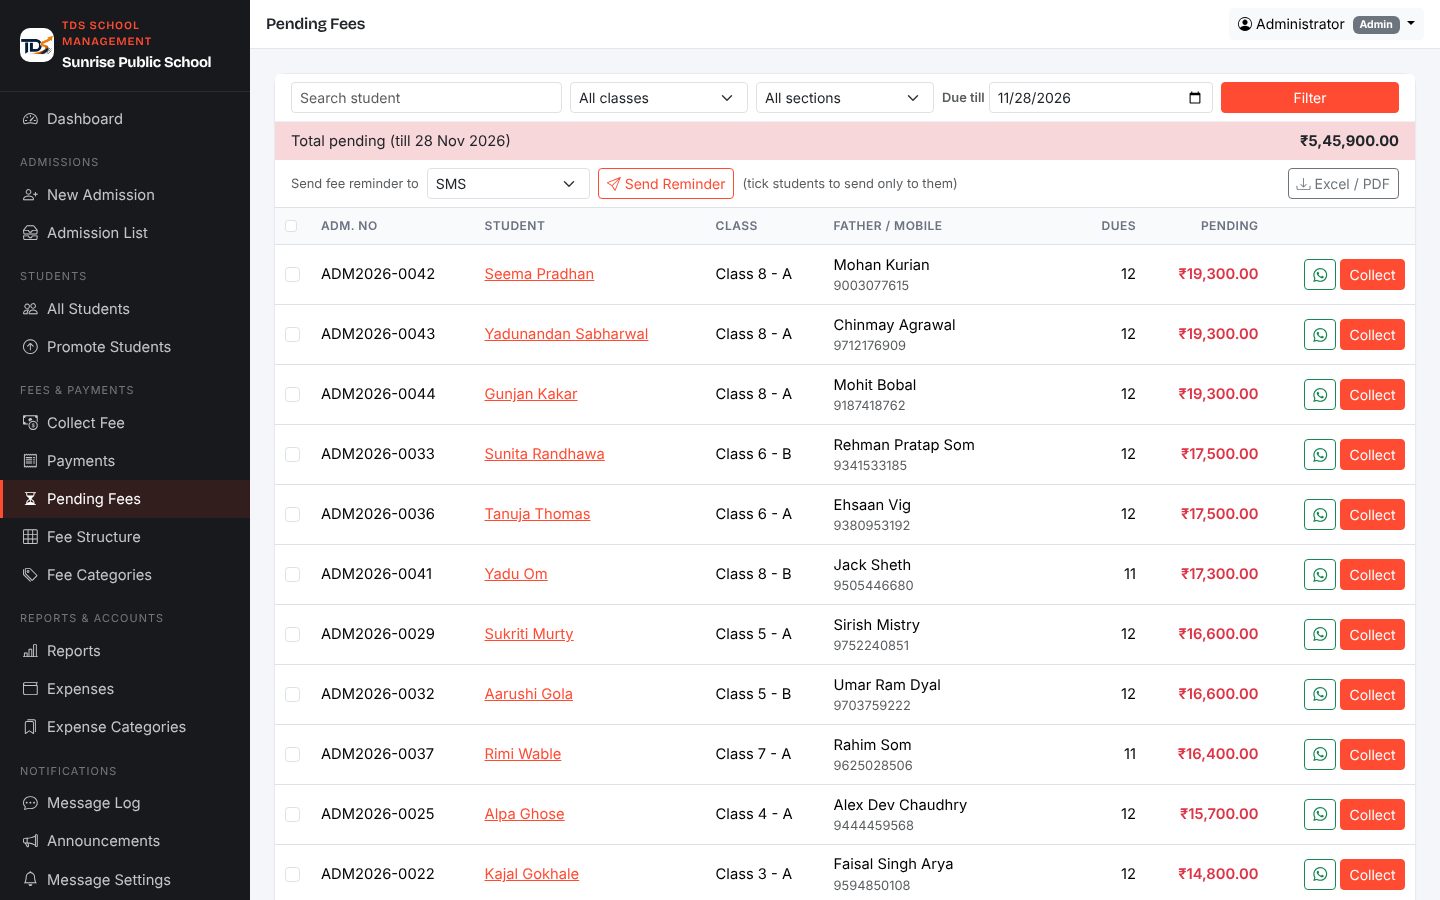 TDS SCHOOL
MANAGEMENT
Sunrise Public School
TDS
Dashboard
ADMISSIONS
New Admission
Admission List
STUDENTS
All Students
Promote Students
FEES & PAYMENTS
Collect Fee
Payments
Pending Fees
Fee Structure
Fee Categories
REPORTS & ACCOUNTS
Reports
Expenses
Expense Categories
NOTIFICATIONS
Message Log
Announcements
Message Settings
Pending Fees
Administrator Admin
Search student All classes All sections Due till 11/28/2026 Filter
Total pending (till 28 Nov 2026) ₹5,45,900.00
Send fee reminder to SMS Send Reminder (tick students to send only to them) Excel / PDF
ADM. NO STUDENT CLASS FATHER / MOBILE DUES PENDING
ADM2026-0042 Seema Pradhan Class 8 - A Mohan Kurian 12 ₹19,300.00 Collect
9003077615
ADM2026-0043 Yadunandan Sabharwal Class 8 - A Chinmay Agrawal 12 ₹19,300.00 Collect
9712176909
ADM2026-0044 Gunjan Kakar Class 8 - A Mohit Bobal 12 ₹19,300.00 Collect
9187418762
ADM2026-0033 Sunita Randhawa Class 6 - B Rehman Pratap Som 12 ₹17,500.00 Collect
9341533185
ADM2026-0036 Tanuja Thomas Class 6 - A Ehsaan Vig 12 ₹17,500.00 Collect
9380953192
ADM2026-0041 Yadu Om Class 8 - B Jack Sheth 11 ₹17,300.00 Collect
9505446680
ADM2026-0029 Sukriti Murty Class 5 - A Sirish Mistry 12 ₹16,600.00 Collect
9752240851
ADM2026-0032 Aarushi Gola Class 5 - B Umar Ram Dyal 12 ₹16,600.00 Collect
9703759222
ADM2026-0037 Rimi Wable Class 7 - A Rahim Som 11 ₹16,400.00 Collect
9625028506
ADM2026-0025 Alpa Ghose Class 4 - A Alex Dev Chaudhry 12 ₹15,700.00 Collect
9444459568
ADM2026-0022 Kajal Gokhale Class 3 - A Faisal Singh Arya 12 ₹14,800.00 Collect
9594850108